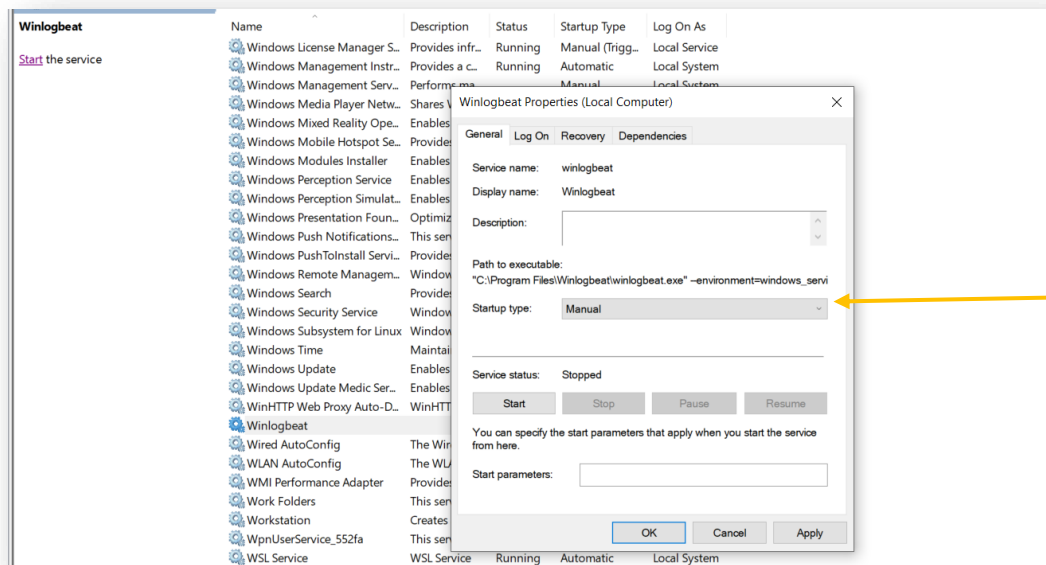 Winlogbeat
Start the service
Name Description Status Startup Type Log On As
Windows License Manager S... Provides infr... Running Manual (Trigg... Local Service
Windows Management Instr... Provides a c... Running Automatic Local System
Windows Management Serv... Performs ma... Manual Local System
Windows Media Player Netw... Shares
Windows Mixed Reality Ope... Enables
Windows Mobile Hotspot Se... Provides
Windows Modules Installer Enables
Windows Perception Service Enables
Windows Perception Simulat... Enables
Windows Presentation Foun... Optimiz
Windows Push Notifications... This ser
Windows PushToInstall Servi... Provides
Windows Remote Managem... Window
Windows Search Provides
Windows Security Service Window
Windows Subsystem for Linux Window
Windows Time Maintai
Windows Update Enables
Windows Update Medic Ser... Enables
WinHTTP Web Proxy Auto-D... WinHTT
Winlogbeat
Wired AutoConfig The Wir
WLAN AutoConfig The WLA
WMI Performance Adapter Provides
Work Folders This ser
Workstation Creates
WpnUserService_552fa This ser
WSL Service WSL Service Running Automatic Local System
Winlogbeat Properties (Local Computer)
General Log On Recovery Dependencies
Service name: winlogbeat
Display name: Winlogbeat
Description:
Path to executable:
"C:\Program Files\Winlogbeat\winlogbeat.exe" --environment=windows_servi
Startup type: Manual
Service status: Stopped
Start Stop Pause Resume
You can specify the start parameters that apply when you start the service
from here.
Start parameters:
OK Cancel Apply